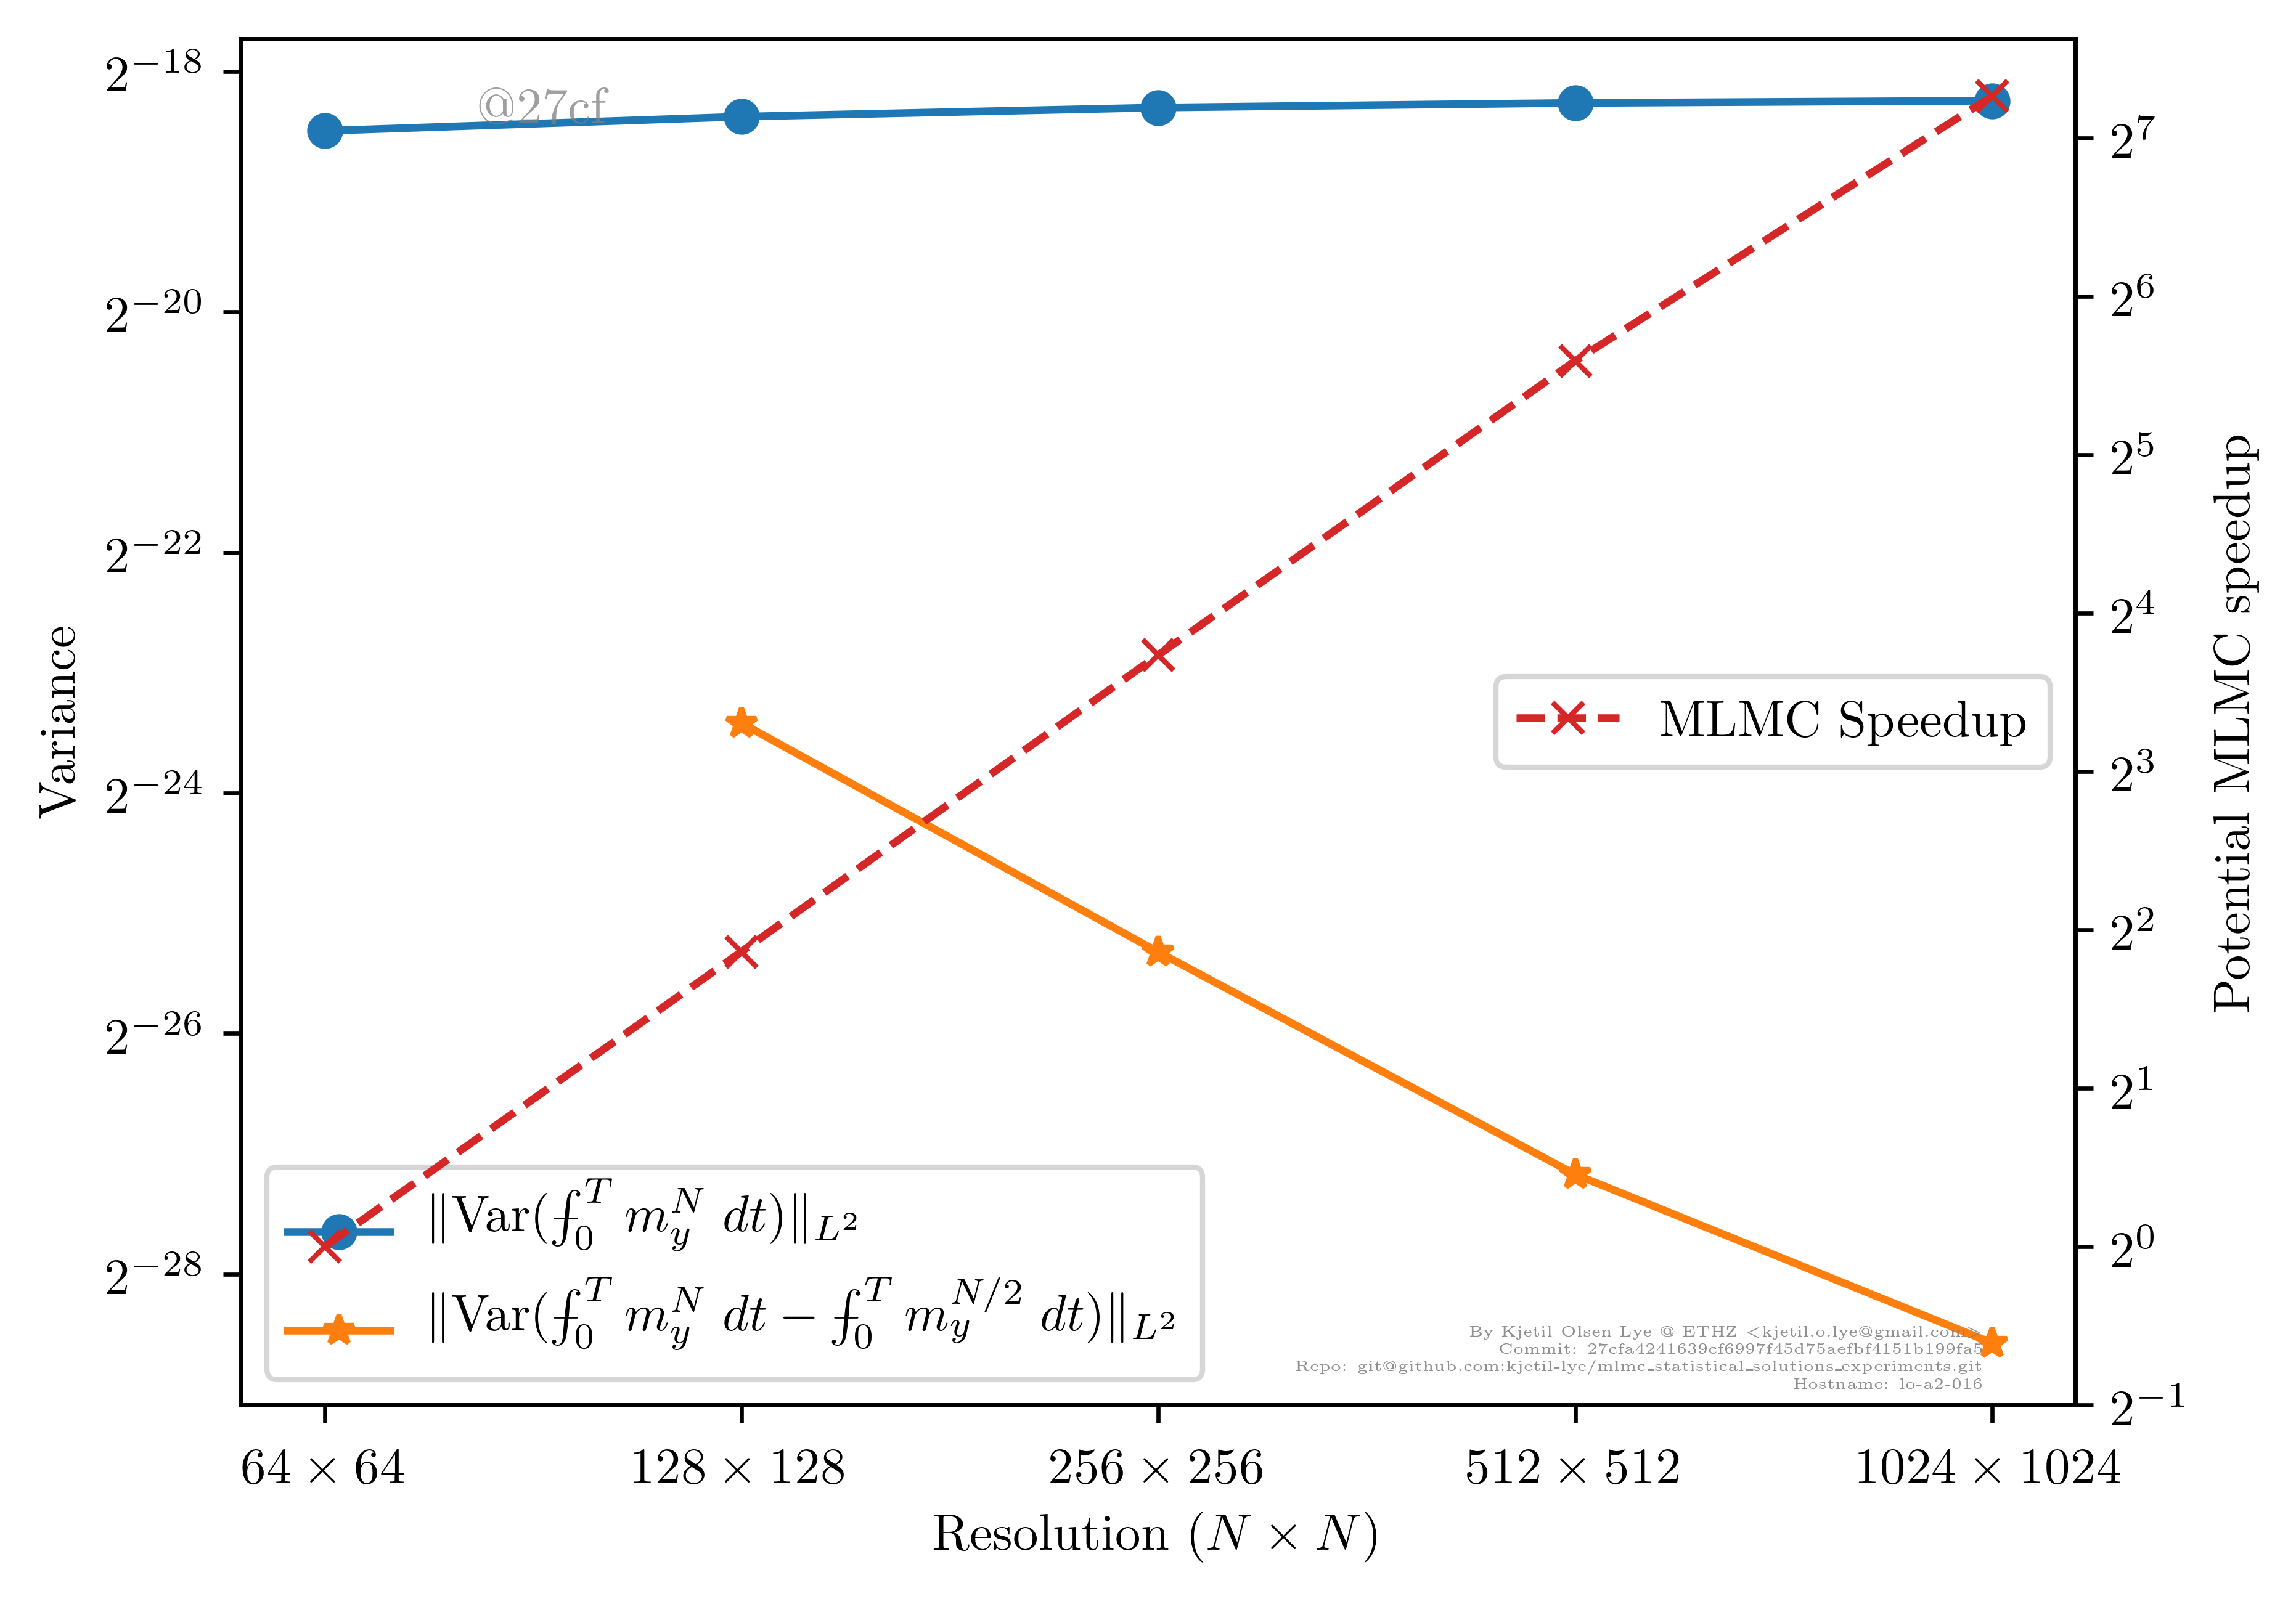 @27cf
2^{-18}
2^{-20}
2^{-22}
2^{-24}
2^{-26}
2^{-28}
Variance
2^7
2^6
2^5
2^4
2^3
2^2
2^1
2^0
2^{-1}
Potential MLMC speedup
MLMC Speedup
‖Var(⨍_0^T m_y^N dt)‖_{L^2}
‖Var(⨍_0^T m_y^N dt − ⨍_0^T m_y^{N/2} dt)‖_{L^2}
By Kjetil Olsen Lye @ ETHZ <kjetil.o.lye@gmail.com>
Commit: 27cfa4241639cf6997f45d75aefbf4151b199fa5
Repo: git@github.com:kjetil-lye/mlmc_statistical_solutions_experiments.git
Hostname: lo-a2-016
64 × 64
128 × 128
256 × 256
512 × 512
1024 × 1024
Resolution (N × N)